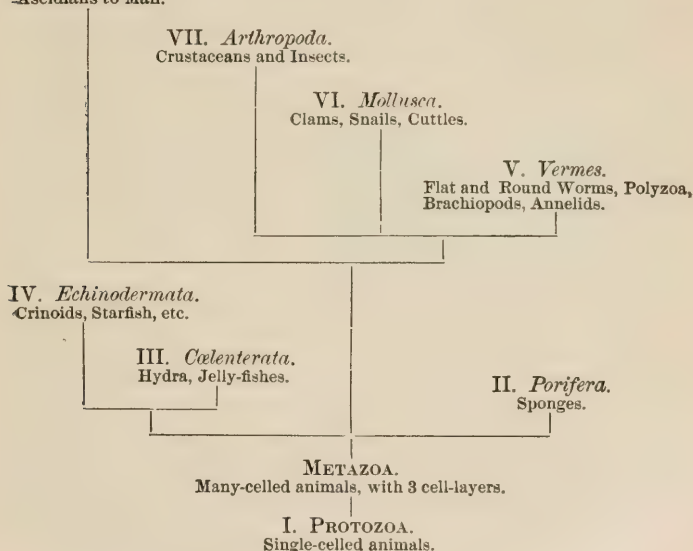 Ascidians to Man.
VII. Arthropoda.
Crustaceans and Insects.
VI. Mollusca.
Clams, Snails, Cuttles.
V. Vermes.
Flat and Round Worms, Polyzoa,
Brachiopods, Annelids.
IV. Echinodermata.
Crinoids, Starfish, etc.
III. Cœlenterata.
Hydra, Jelly-fishes.
II. Porifera.
Sponges.
METAZOA.
Many-celled animals, with 3 cell-layers.
I. PROTOZOA.
Single-celled animals.